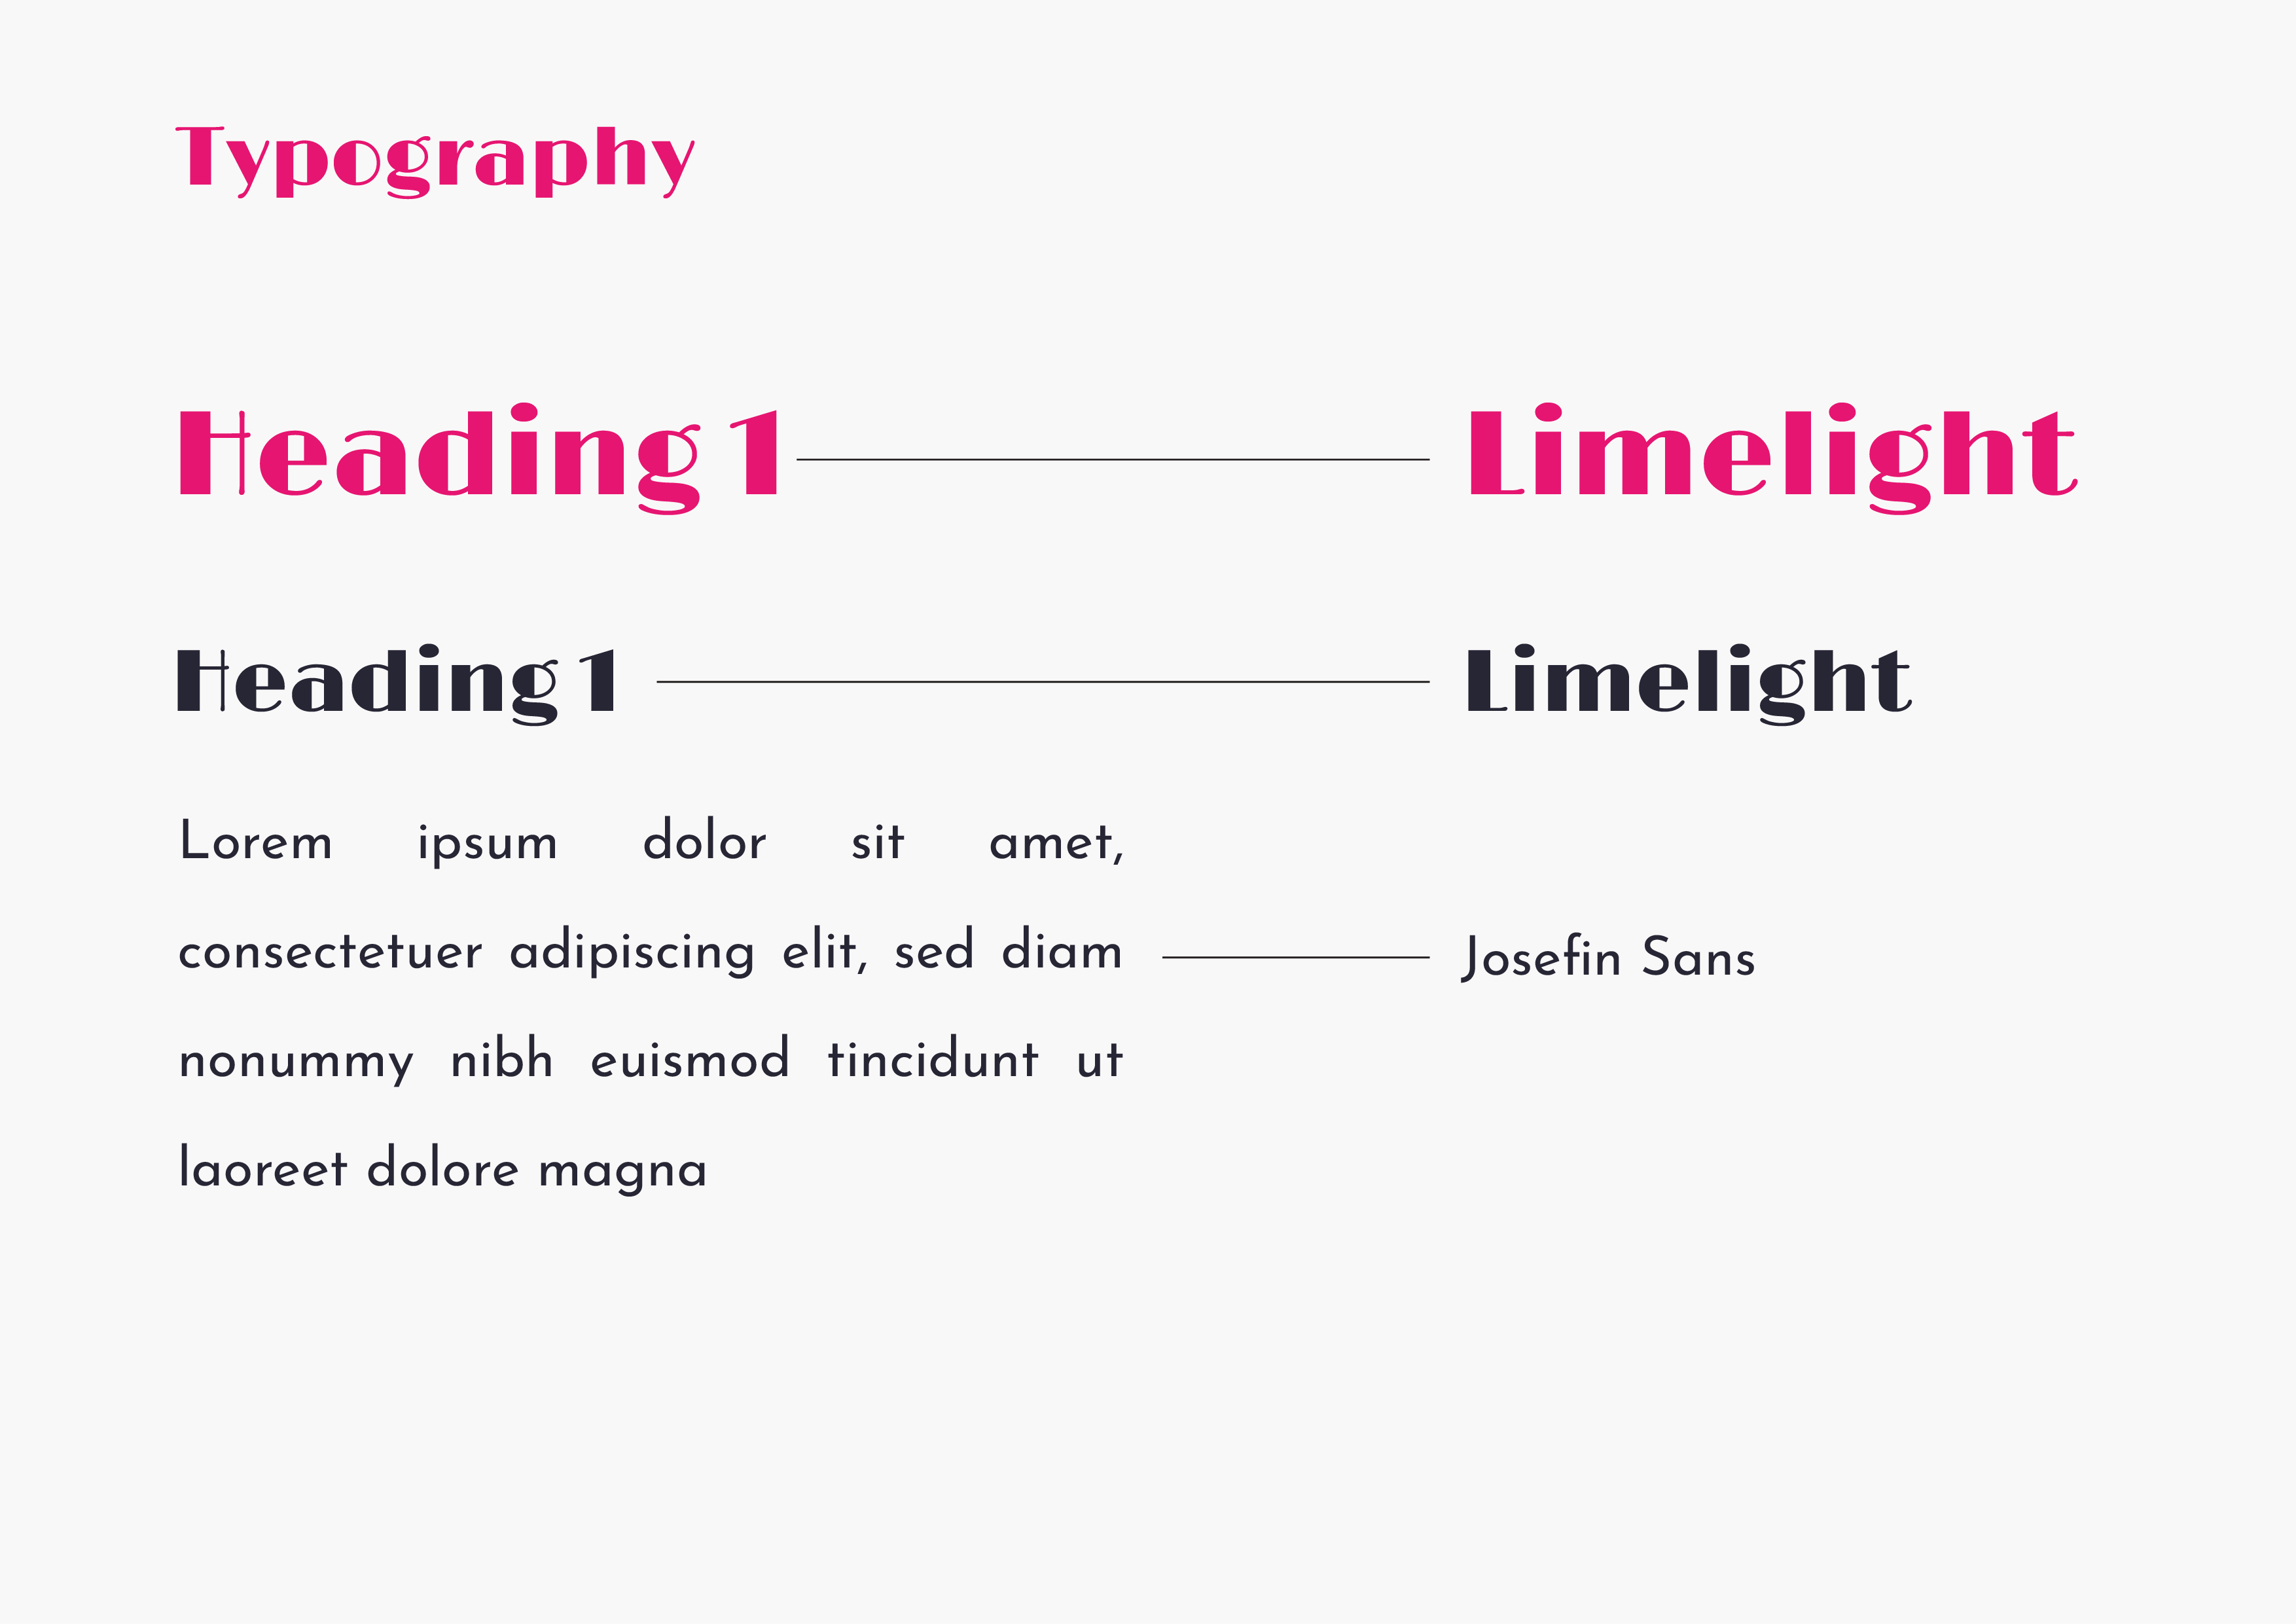 Typography
Heading 1 Limelight
Heading 1 Limelight
Lorem ipsum dolor sit amet,
consectetuer adipiscing elit, sed diam
nonummy nibh euismod tincidunt ut
laoreet dolore magna
Josefin Sans